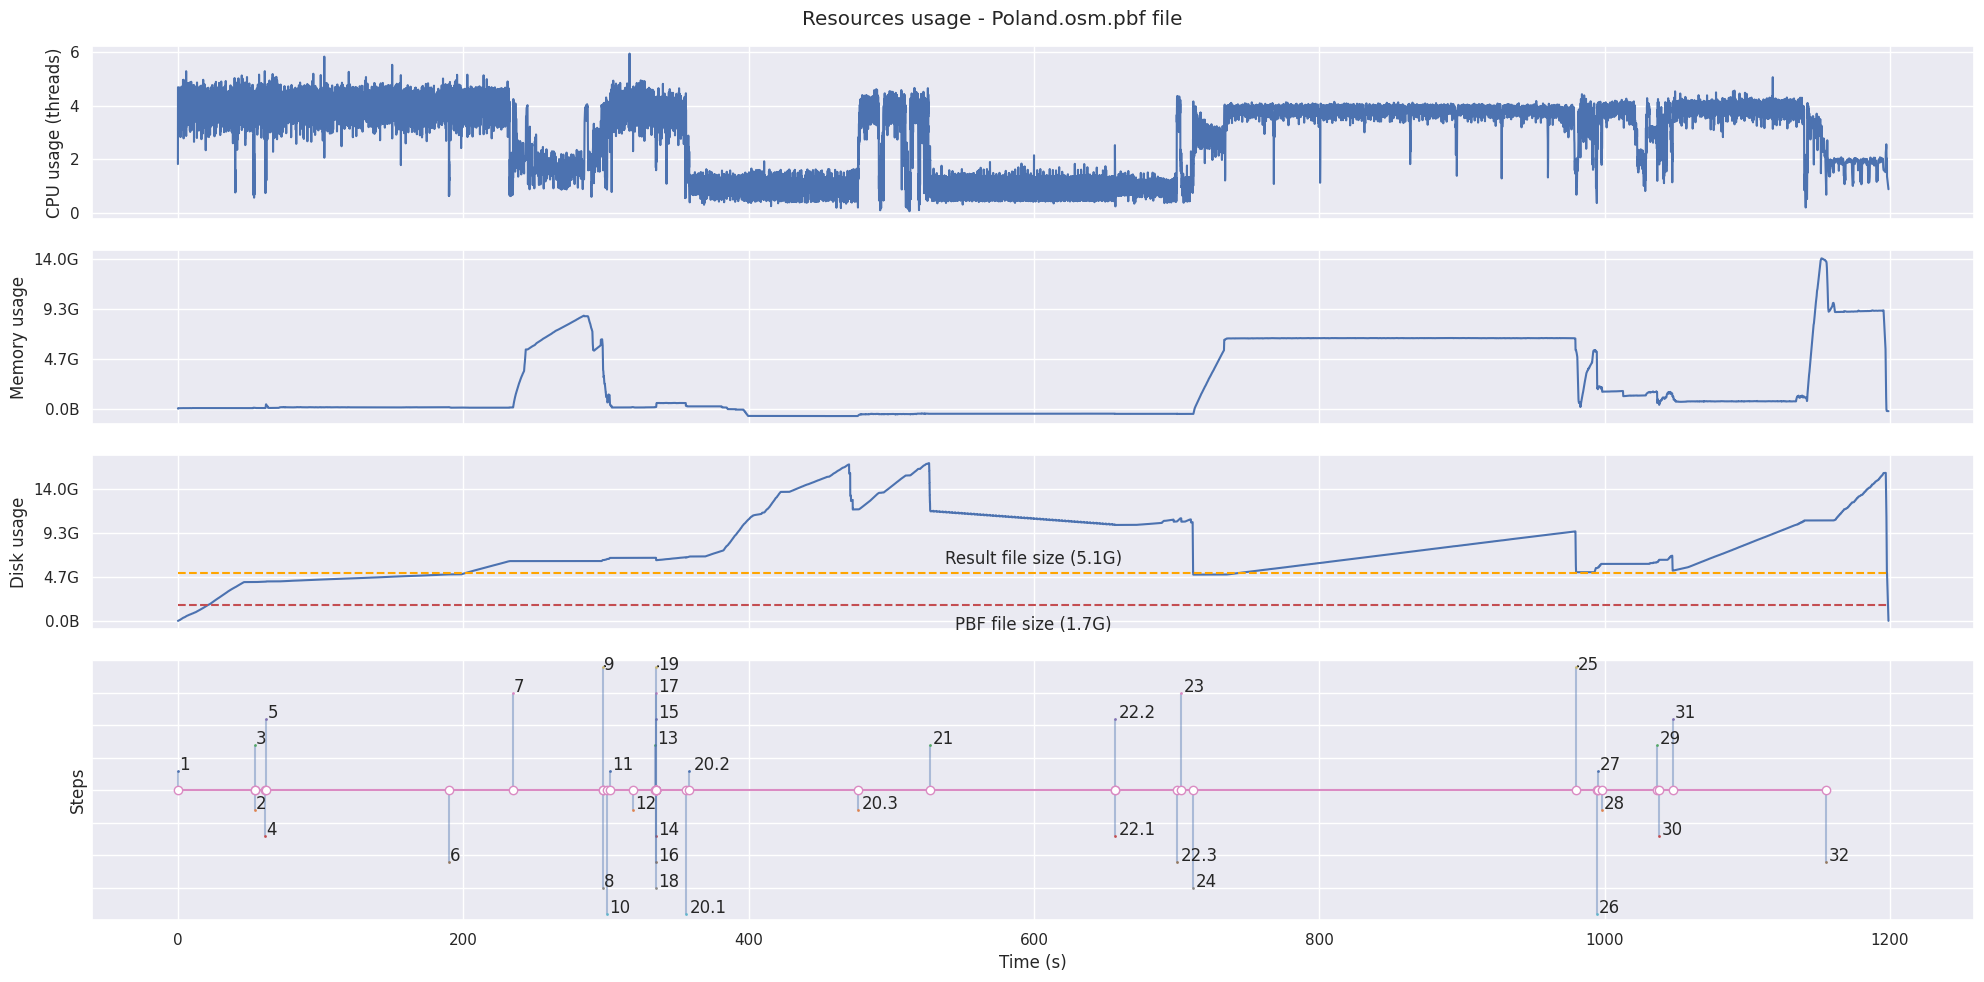 Resources usage - Poland.osm.pbf file
CPU usage (threads)
6
4
2
0
Memory usage
14.0G
9.3G
4.7G
0.0B
Disk usage
14.0G
9.3G
4.7G
0.0B
Result file size (5.1G)
PBF file size (1.7G)
Steps
9
19
25
7
17
23
5
15
22.2
31
3
13
21
29
1
11
20.2
27
2
12
20.3
28
4
14
22.1
30
6
16
22.3
32
8
18
24
10
20.1
26
0
200
400
600
800
1000
1200
Time (s)